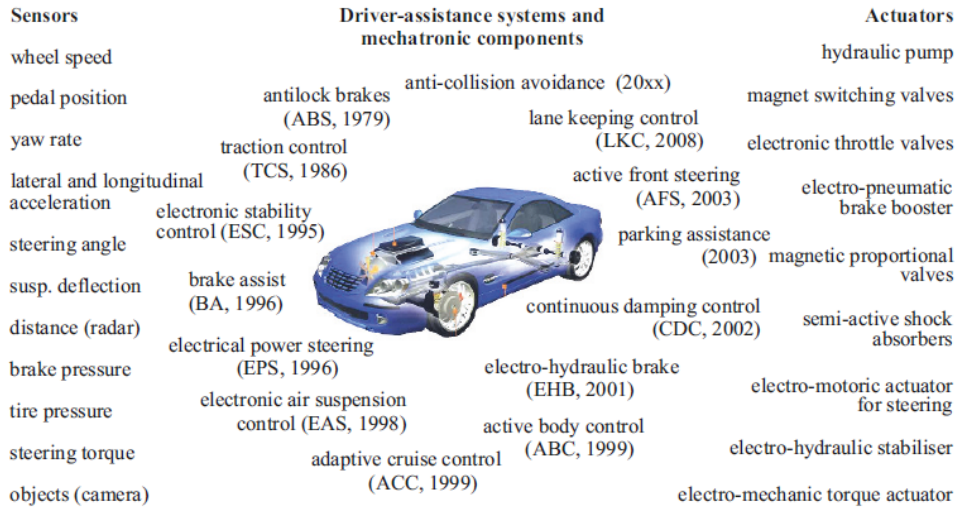 Sensors
wheel speed
pedal position
yaw rate
lateral and longitudinal
acceleration
steering angle
susp. deflection
distance (radar)
brake pressure
tire pressure
steering torque
objects (camera)
Driver-assistance systems and
mechatronic components
anti-collision avoidance (20xx)
antilock brakes
(ABS, 1979)
traction control
(TCS, 1986)
electronic stability
control (ESC, 1995)
brake assist
(BA, 1996)
electrical power steering
(EPS, 1996)
electronic air suspension
control (EAS, 1998)
adaptive cruise control
(ACC, 1999)
lane keeping control
(LKC, 2008)
active front steering
(AFS, 2003)
parking assistance
(2003)
continuous damping control
(CDC, 2002)
electro-hydraulic brake
(EHB, 2001)
active body control
(ABC, 1999)
Actuators
hydraulic pump
magnet switching valves
electronic throttle valves
electro-pneumatic
brake booster
magnetic proportional
valves
semi-active shock
absorbers
electro-motoric actuator
for steering
electro-hydraulic stabiliser
electro-mechanic torque actuator